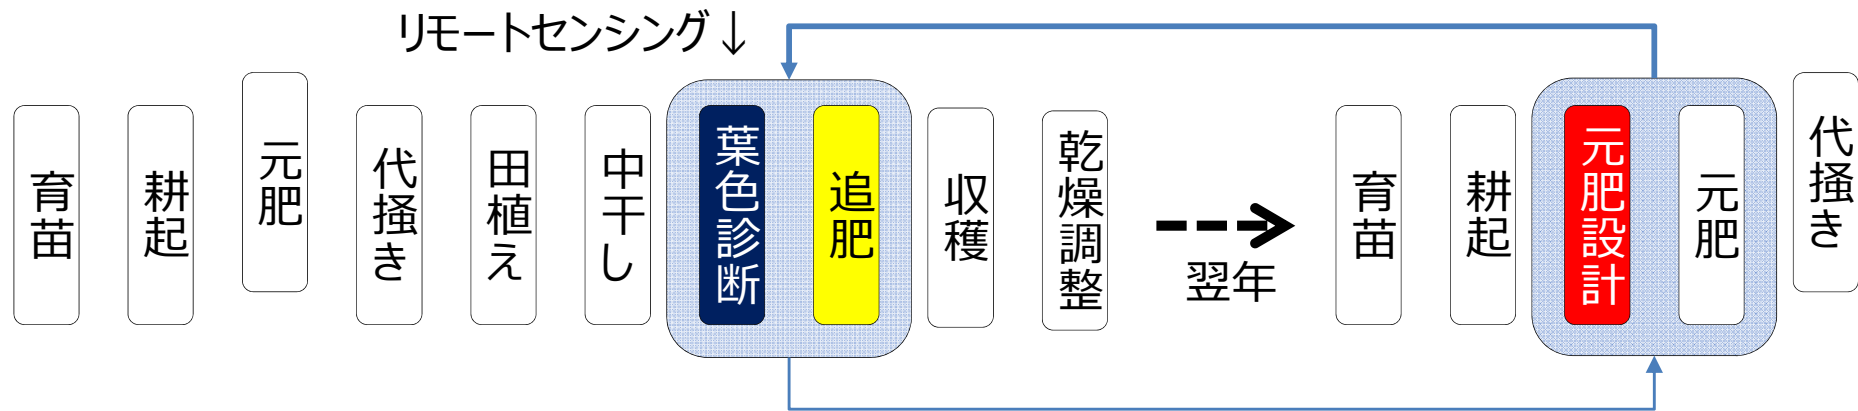 リモートセンシング↓
育苗
耕起
元肥
代掻き
田植え
中干し
葉色診断
追肥
収穫
乾燥調整
翌年
育苗
耕起
元肥設計
元肥
代掻き